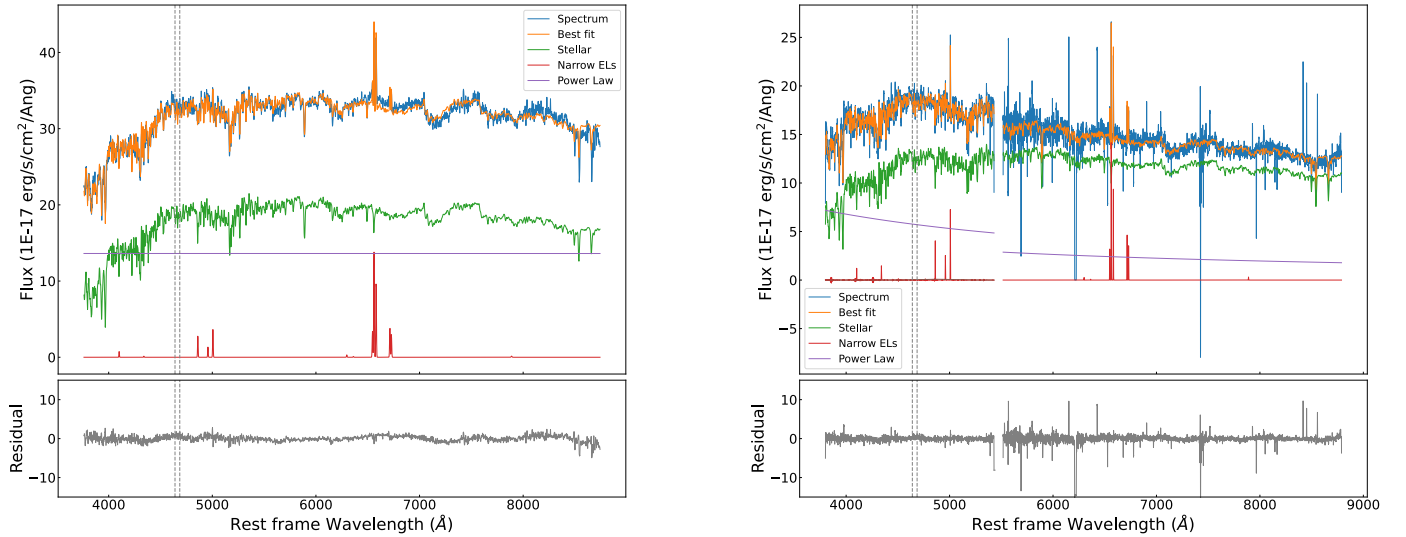 Flux (1E-17 erg/s/cm²/Ang)
40
30
20
10
0
Spectrum
Best fit
Stellar
Narrow ELs
Power Law
Residual
10
0
−10
4000 5000 6000 7000 8000
Rest frame Wavelength (Å)
Flux (1E-17 erg/s/cm²/Ang)
25
20
15
10
5
0
−5
Spectrum
Best fit
Stellar
Narrow ELs
Power Law
Residual
10
0
−10
4000 5000 6000 7000 8000 9000
Rest frame Wavelength (Å)